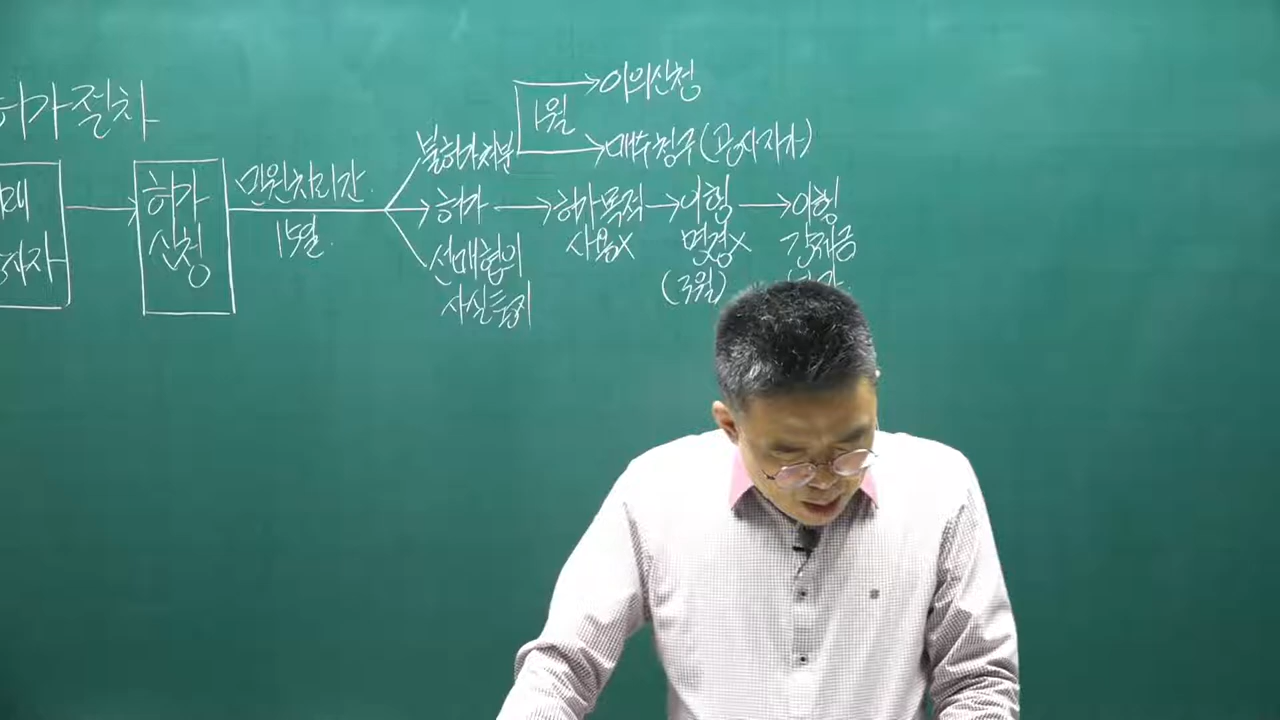 허가절차
허가
신청
민원처리기간
15일
불허가처분
1월
이의신청
매수청구(공시지가)
허가
허가목적
사용x
이행
명령x
(3월)
이행
강제금
선매협의
사실통지